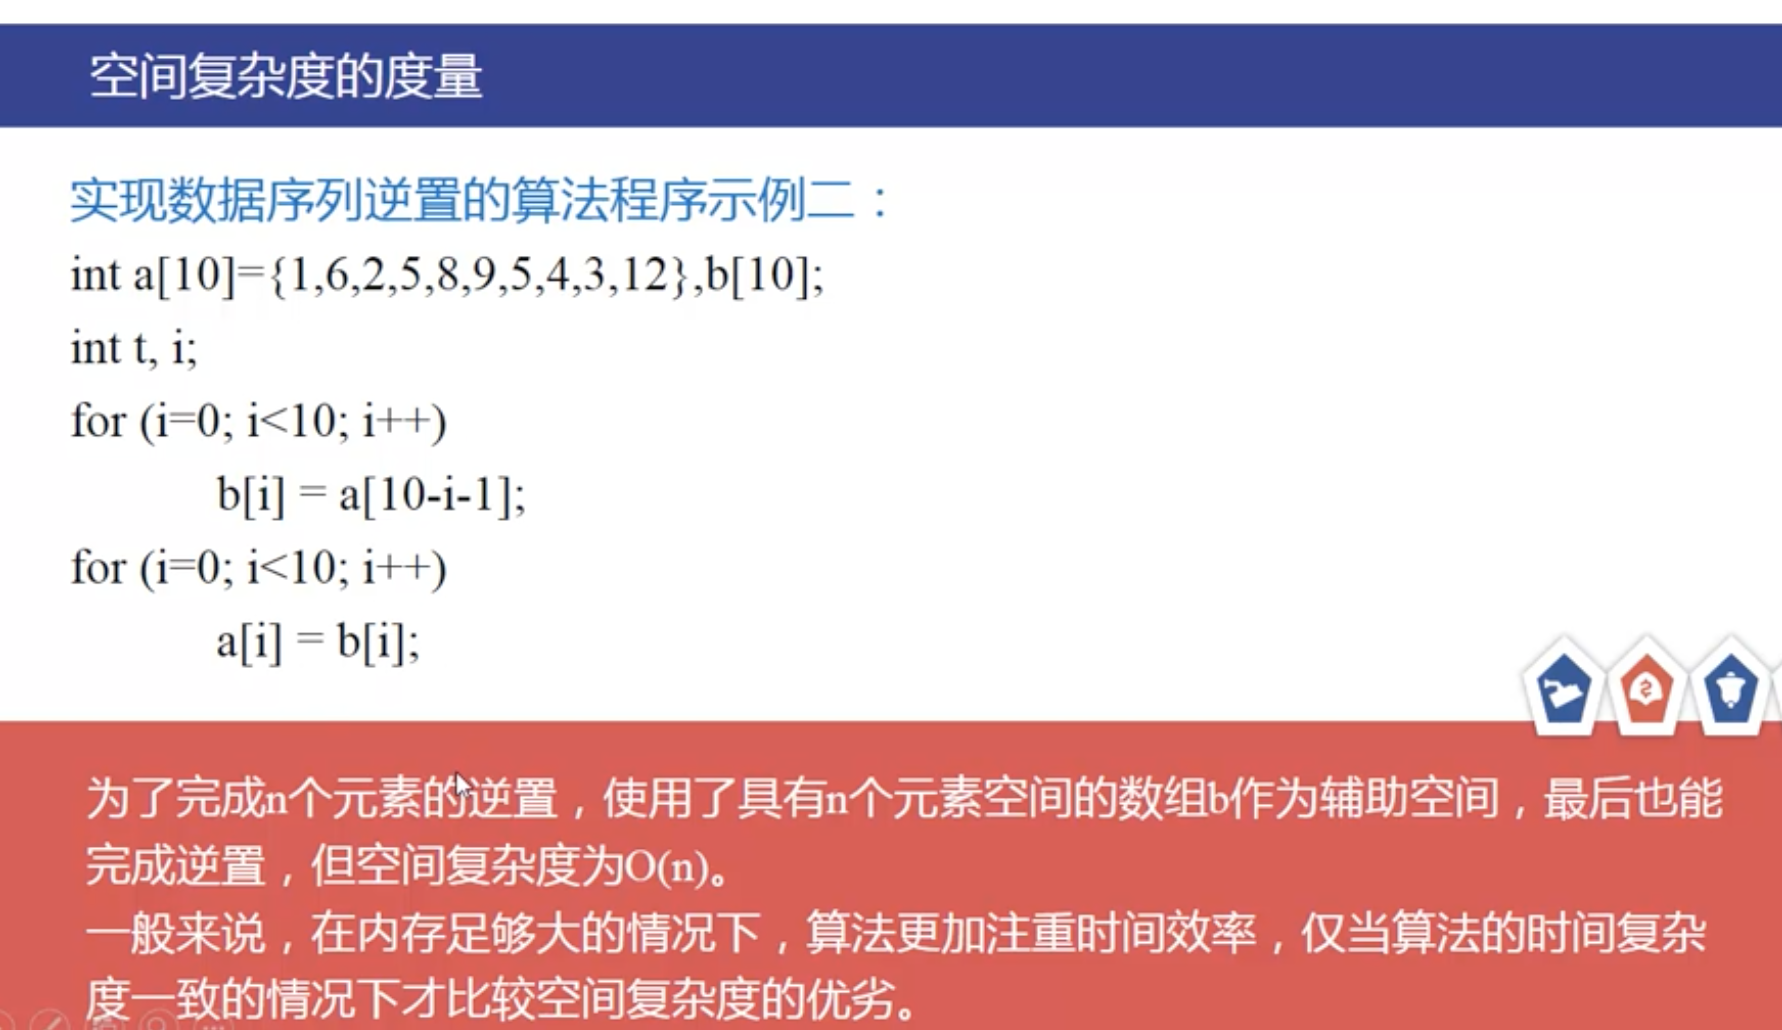 空间复杂度的度量
实现数据序列逆置的算法程序示例二：
int a[10]={1,6,2,5,8,9,5,4,3,12},b[10];
int t, i;
for (i=0; i<10; i++)
b[i] = a[10-i-1];
for (i=0; i<10; i++)
a[i] = b[i];
为了完成n个元素的逆置，使用了具有n个元素空间的数组b作为辅助空间，最后也能
完成逆置，但空间复杂度为O(n)。
一般来说，在内存足够大的情况下，算法更加注重时间效率，仅当算法的时间复杂
度一致的情况下才比较空间复杂度的优劣。